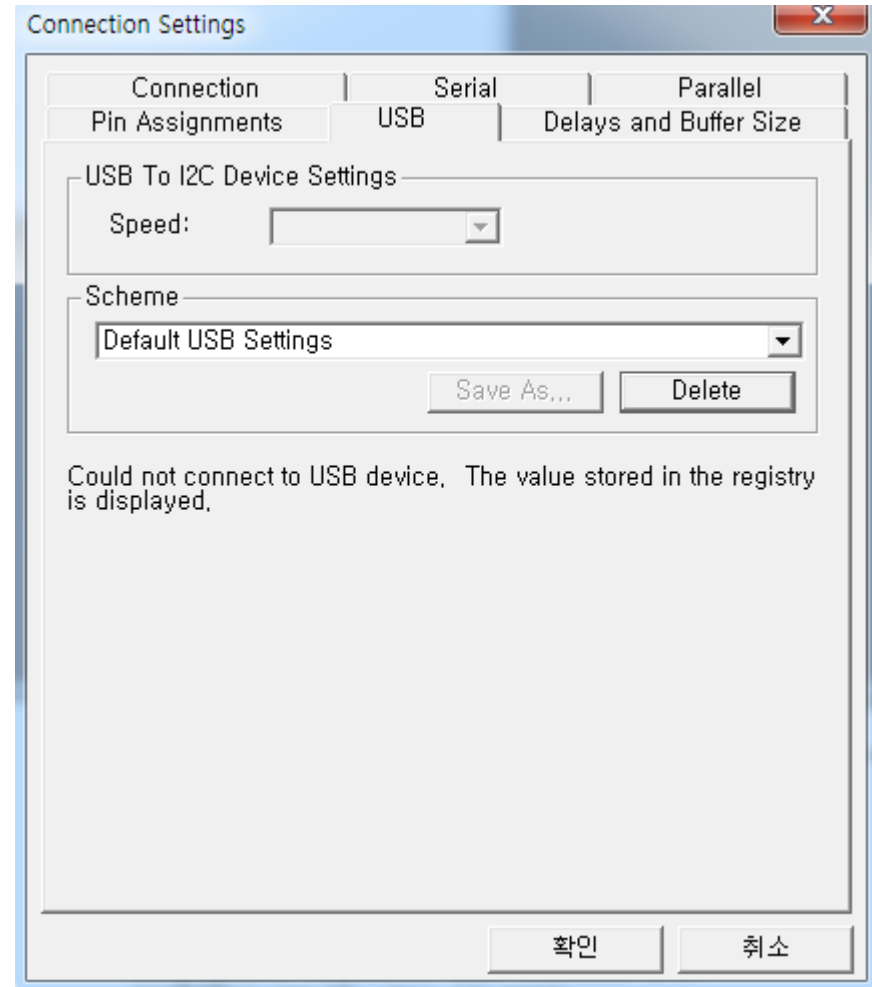 Connection Settings
Connection Serial Parallel
Pin Assignments USB Delays and Buffer Size
USB To I2C Device Settings
Speed:
Scheme
Default USB Settings
Save As... Delete
Could not connect to USB device. The value stored in the registry
is displayed.
확인 취소